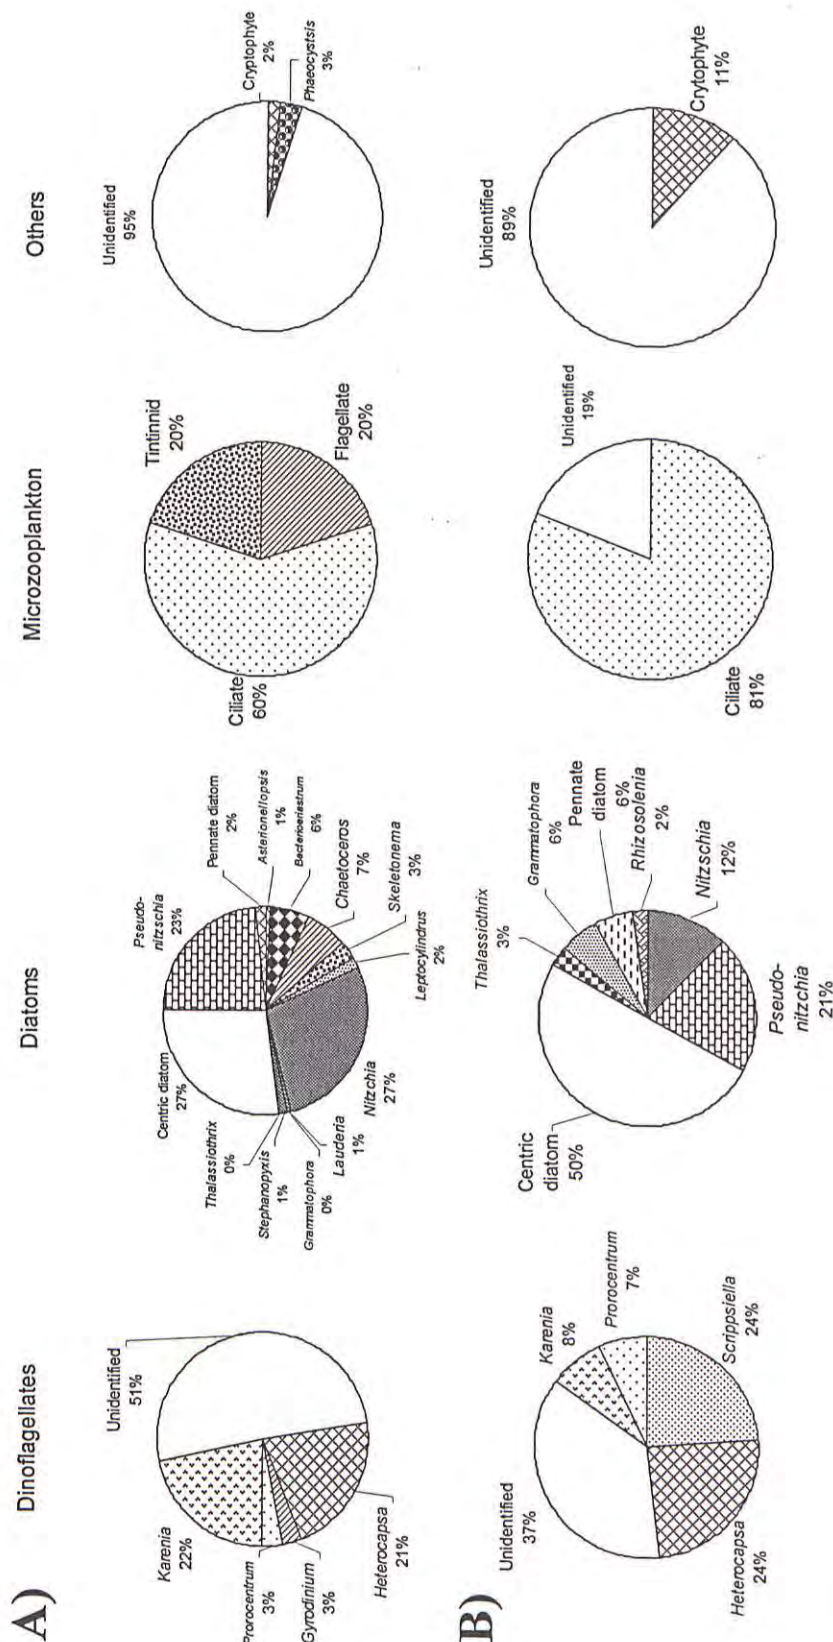 A)
Dinoflagellates
Diatoms
Microzooplankton
Others
Unidentified
51%
Karenia
22%
Prorocentrum
3%
Gyrodinium
3%
Heterocapsa
21%
Centric diatom
27%
Pseudo-
nitzschia
23%
Pennate diatom
2%
Asterionellopsis
1%
Bacteriastrum
6%
Chaetoceros
7%
Skeletonema
3%
Leptocylindrus
2%
Nitzchia
27%
Lauderia
1%
Grammatophora
0%
Stephanopyxis
1%
Thalassiothrix
0%
Ciliate
60%
Tintinnid
20%
Flagellate
20%
Unidentified
95%
Cryptophyte
2%
Phaeocystsis
3%
B)
Unidentified
37%
Karenia
8%
Prorocentrum
7%
Scrippsiella
24%
Heterocapsa
24%
Centric
diatom
50%
Thalassiothrix
3%
Grammatophora
6%
Pennate
diatom
6%
Rhizosolenia
2%
Nitzschia
12%
Pseudo-
nitzchia
21%
Ciliate
81%
Unidentified
19%
Unidentified
89%
Crytophyte
11%